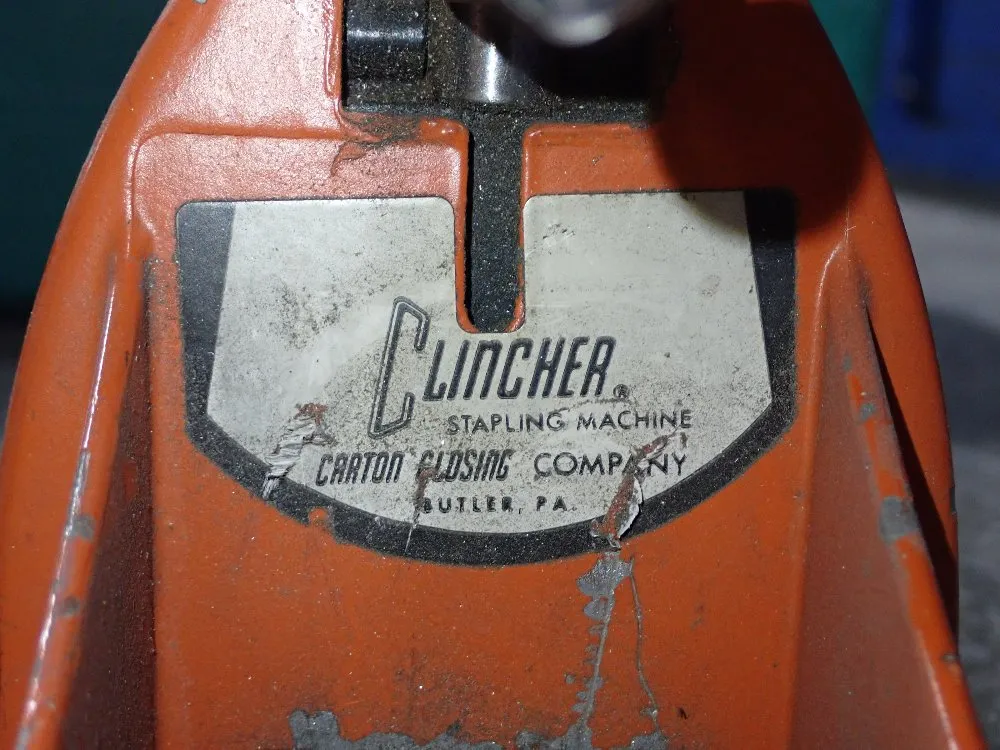 CLINCHER®
STAPLING MACHINE
CARTON CLOSING COMPANY
BUTLER, PA.